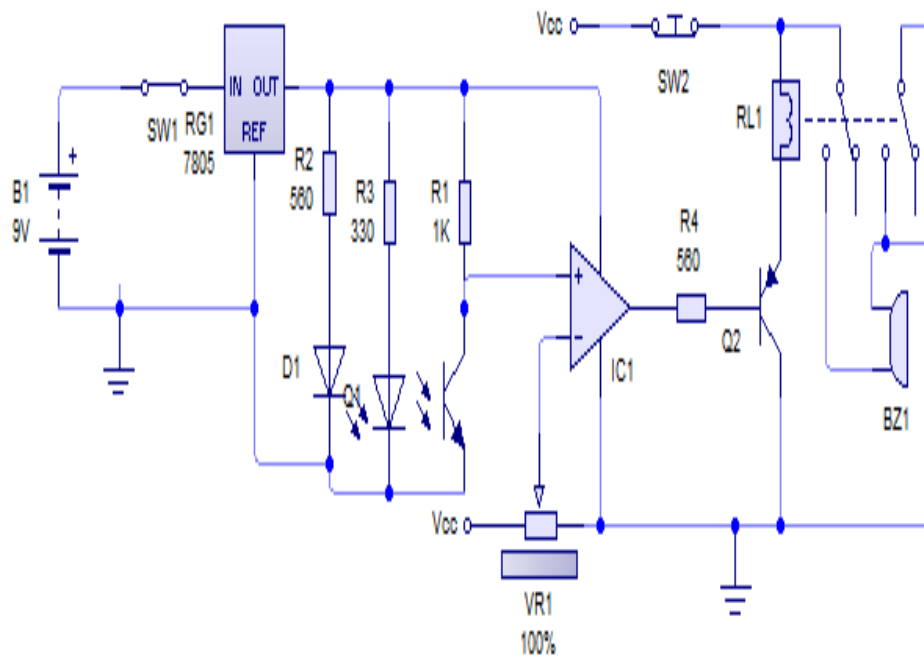 Vcc
SW2
IN OUT
REF
SW1
RG1
7805
RL1
B1
9V
+
R2
560
R3
330
R1
1K
R4
560
+
−
D1
Q1
IC1
Q2
BZ1
Vcc
VR1
100%